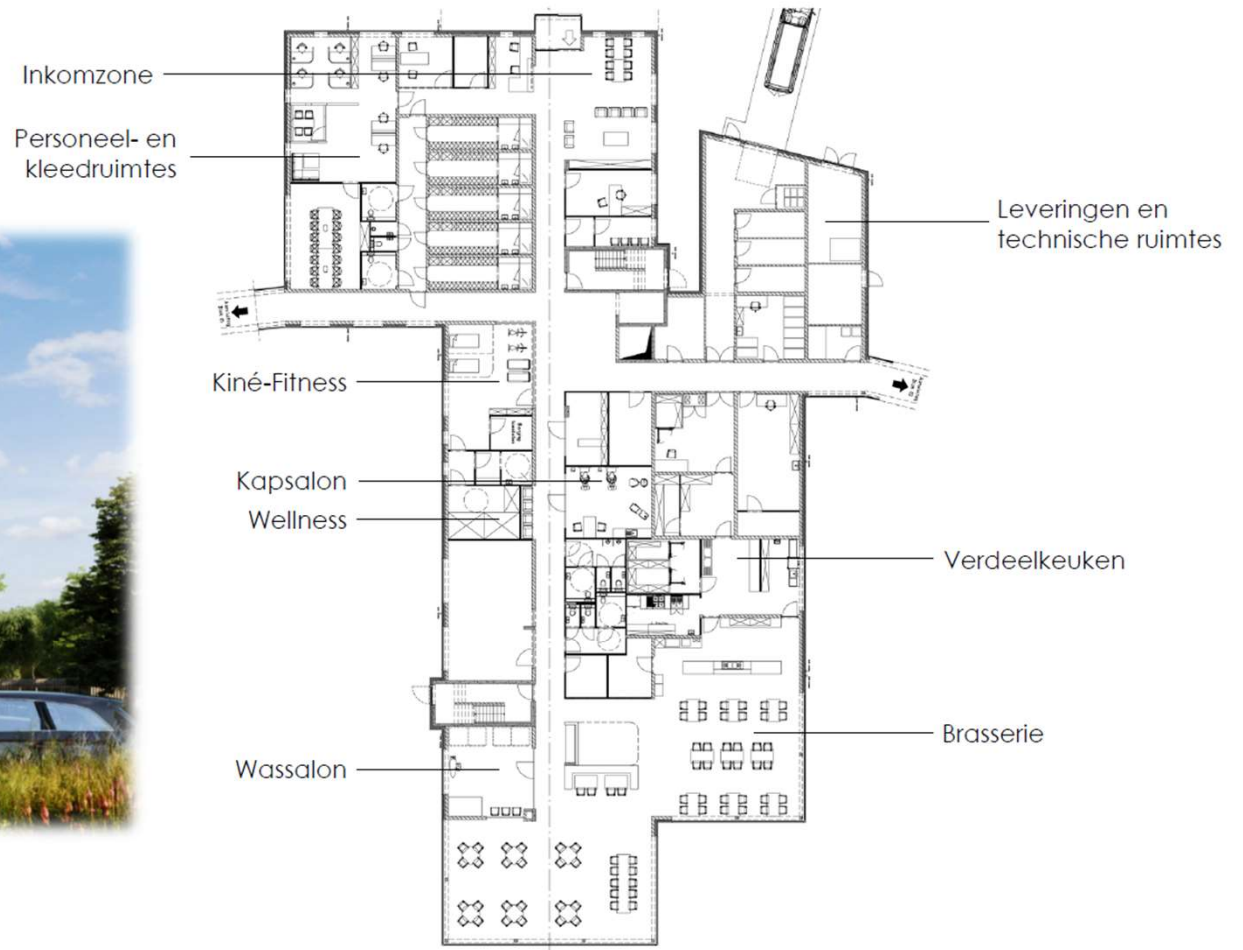 Inkomzone
Personeel- en
kleedruimtes
Leveringen en
technische ruimtes
Kiné-Fitness
Kapsalon
Wellness
Verdeelkeuken
Brasserie
Wassalon